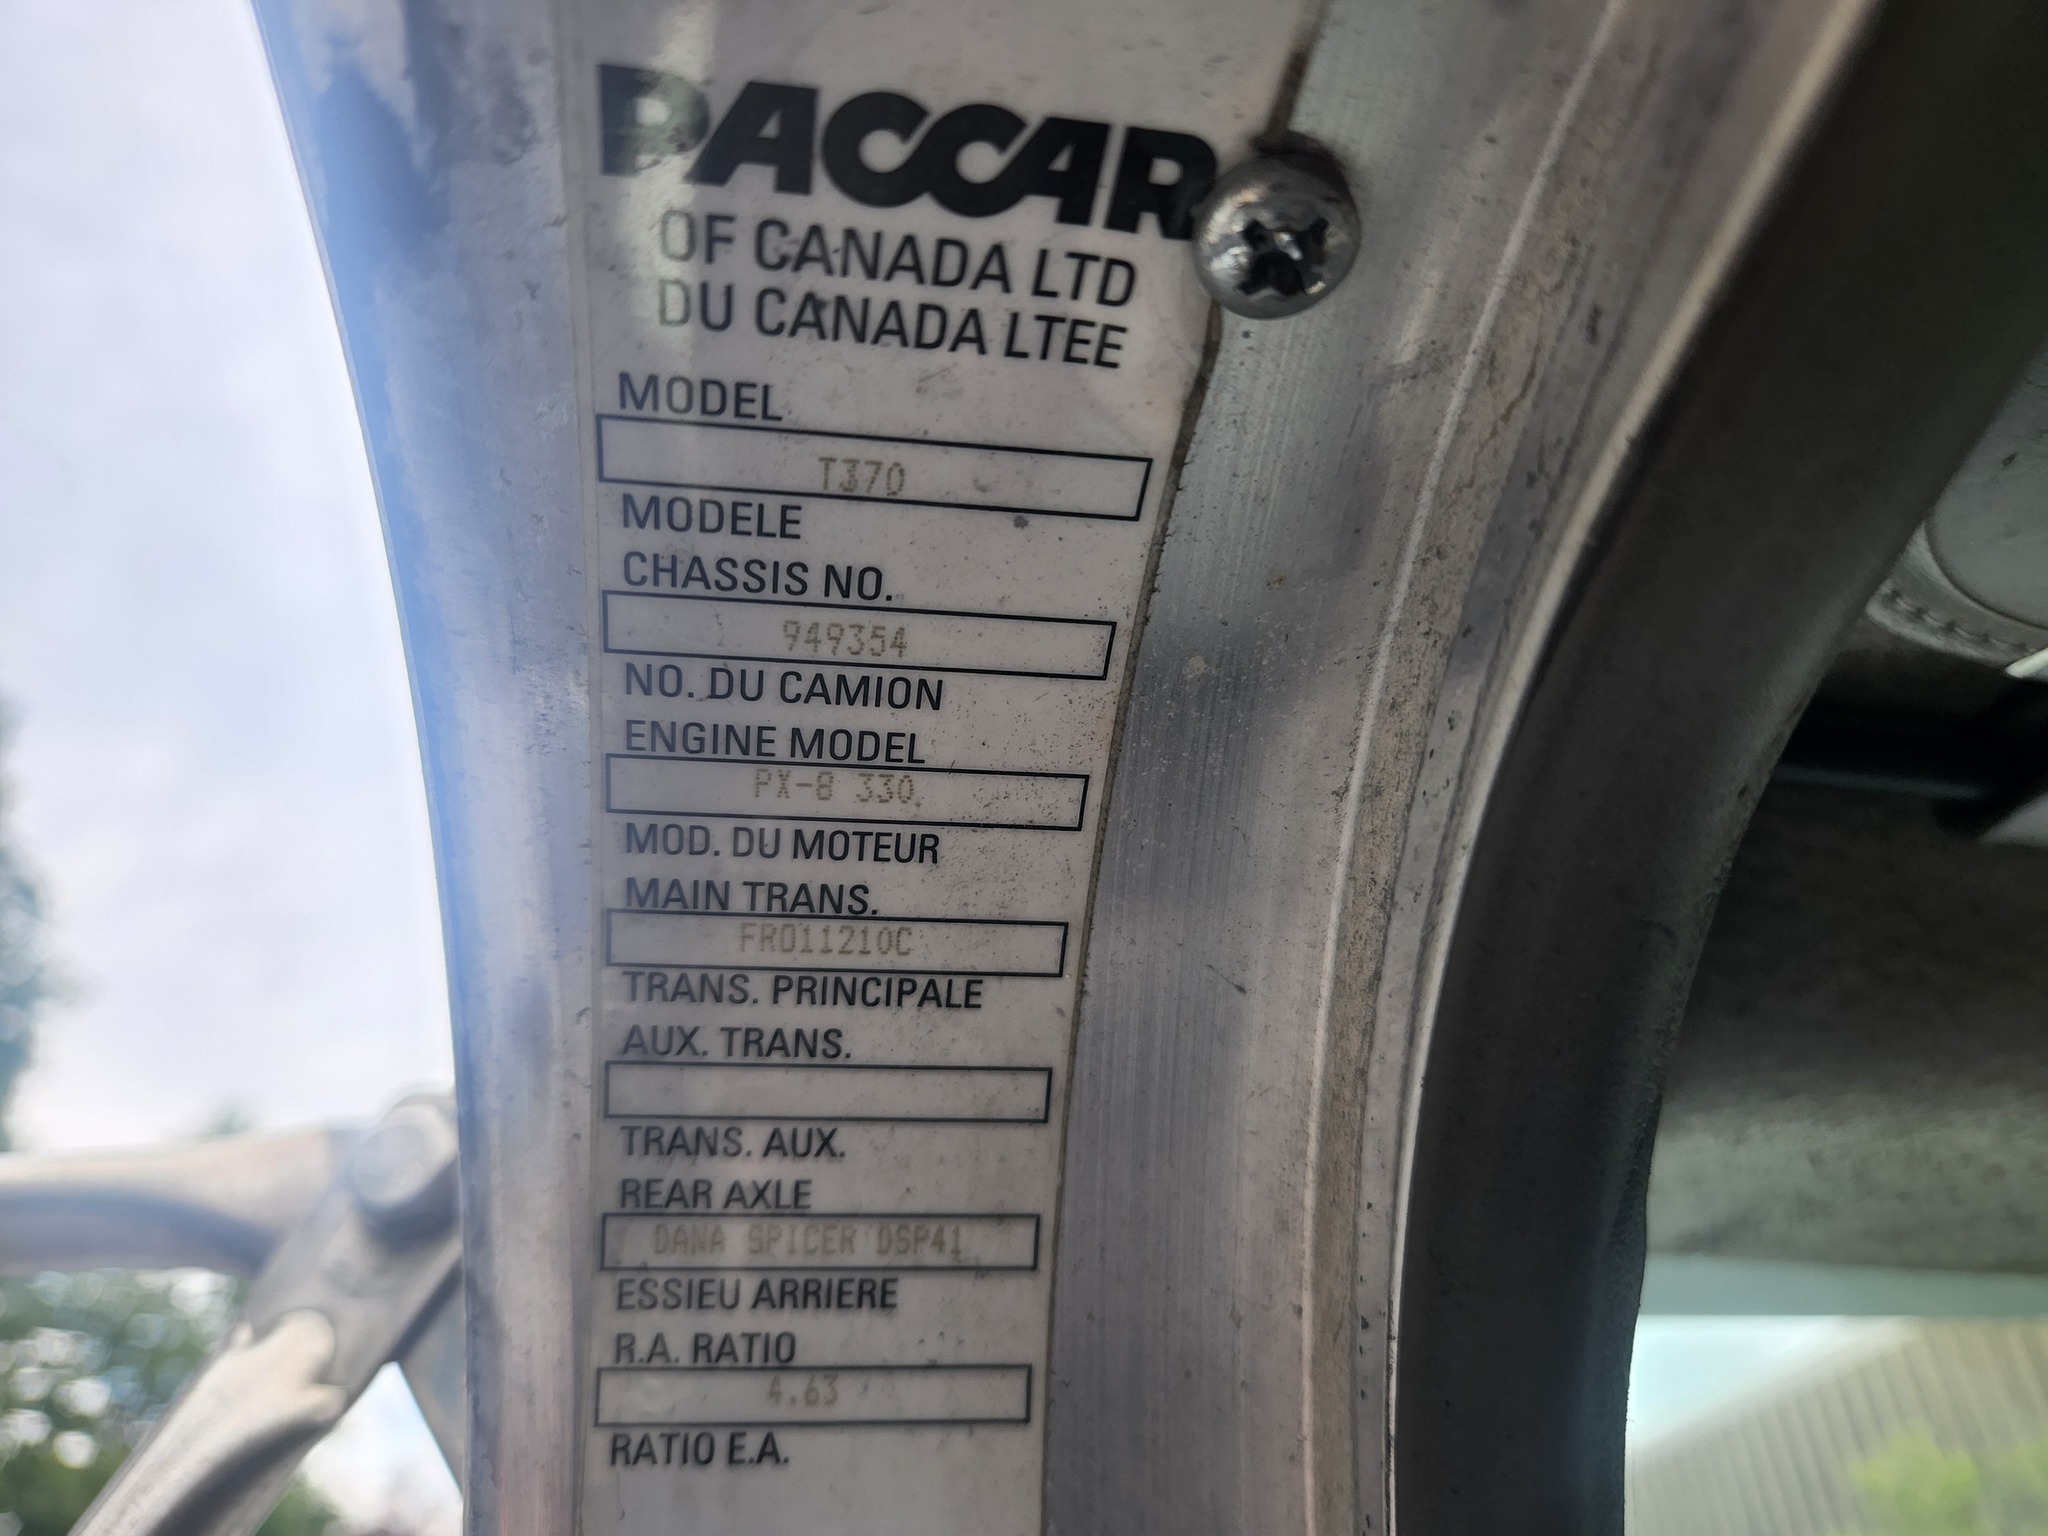 PACCAR
OF CANADA LTD
DU CANADA LTEE
MODEL
T370
MODELE
CHASSIS NO.
949354
NO. DU CAMION
ENGINE MODEL
PX-8 330
MOD. DU MOTEUR
MAIN TRANS.
FRO11210C
TRANS. PRINCIPALE
AUX. TRANS.
TRANS. AUX.
REAR AXLE
DANA SPICER DSP41
ESSIEU ARRIERE
R.A. RATIO
4.63
RATIO E.A.